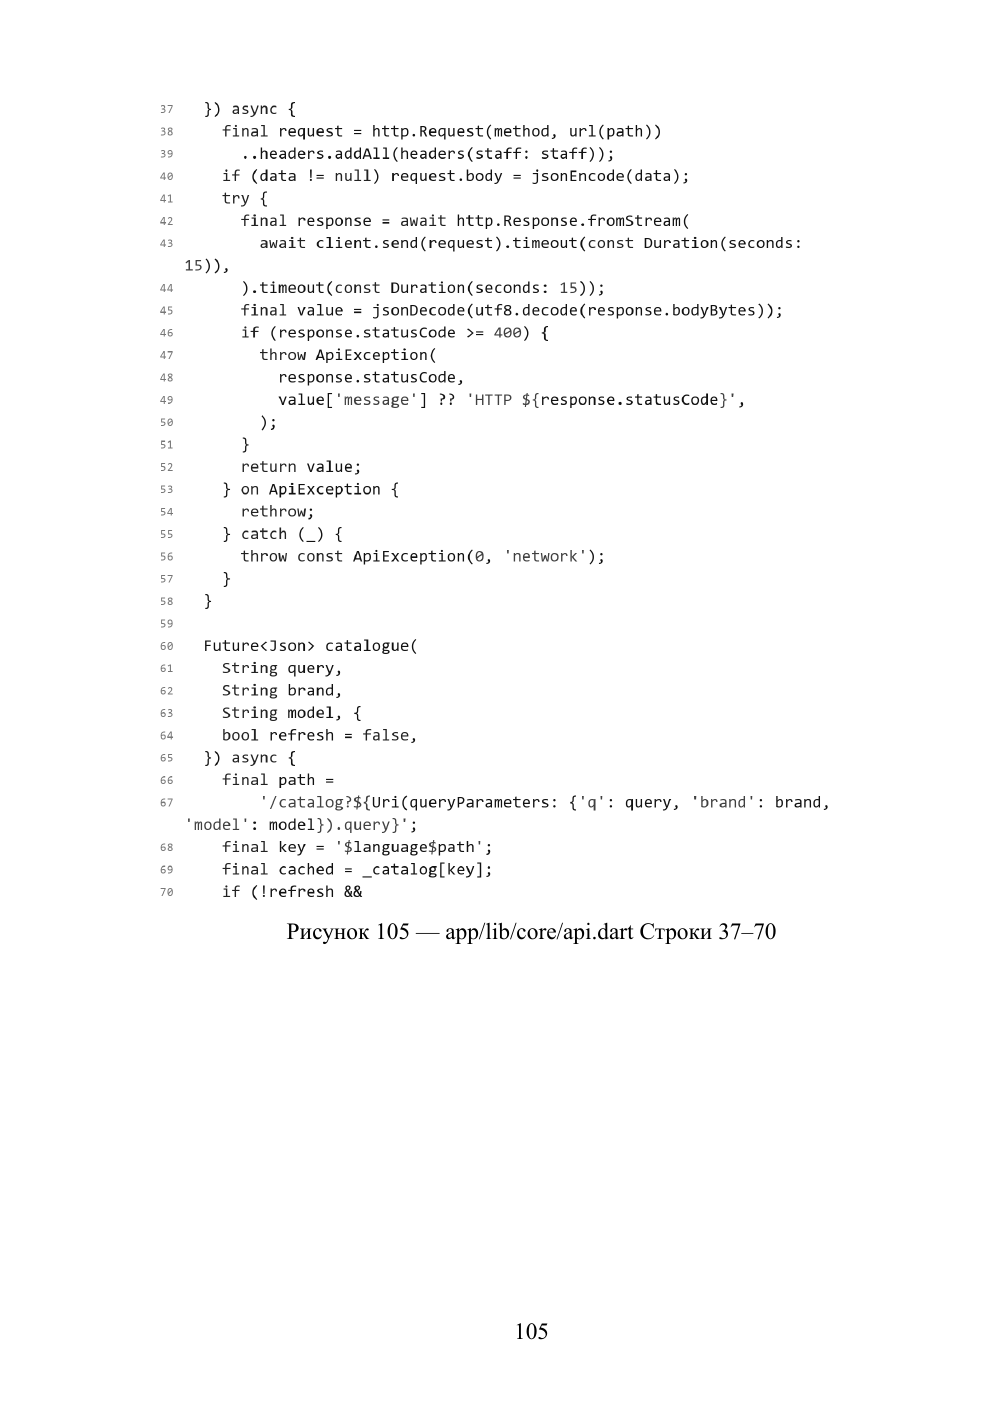 37 }) async {
38 final request = http.Request(method, url(path))
39 ..headers.addAll(headers(staff: staff));
40 if (data != null) request.body = jsonEncode(data);
41 try {
42 final response = await http.Response.fromStream(
43 await client.send(request).timeout(const Duration(seconds:
15)),
44 ).timeout(const Duration(seconds: 15));
45 final value = jsonDecode(utf8.decode(response.bodyBytes));
46 if (response.statusCode >= 400) {
47 throw ApiException(
48 response.statusCode,
49 value['message'] ?? 'HTTP ${response.statusCode}',
50 );
51 }
52 return value;
53 } on ApiException {
54 rethrow;
55 } catch (_) {
56 throw const ApiException(0, 'network');
57 }
58 }
59
60 Future<Json> catalogue(
61 String query,
62 String brand,
63 String model, {
64 bool refresh = false,
65 }) async {
66 final path =
67 '/catalog?${Uri(queryParameters: {'q': query, 'brand': brand,
'model': model}).query}';
68 final key = '$language$path';
69 final cached = _catalog[key];
70 if (!refresh &&
Рисунок 105 — app/lib/core/api.dart Строки 37–70
105